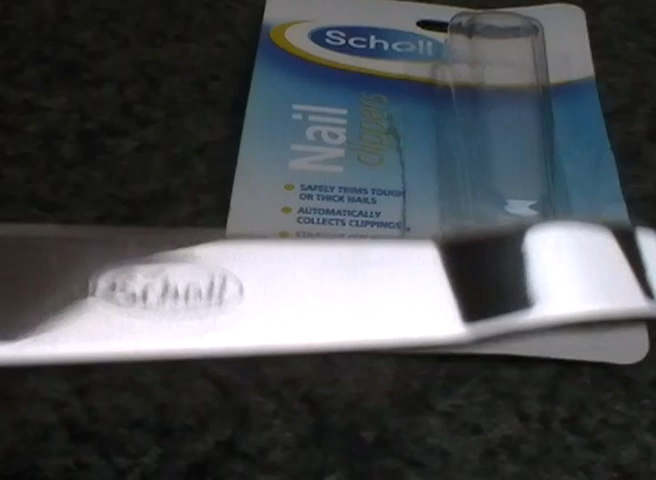 Scholl
Nail
clippers
SAFELY TRIMS TOUGH
OR THICK NAILS
AUTOMATICALLY
COLLECTS CLIPPINGS
Scholl